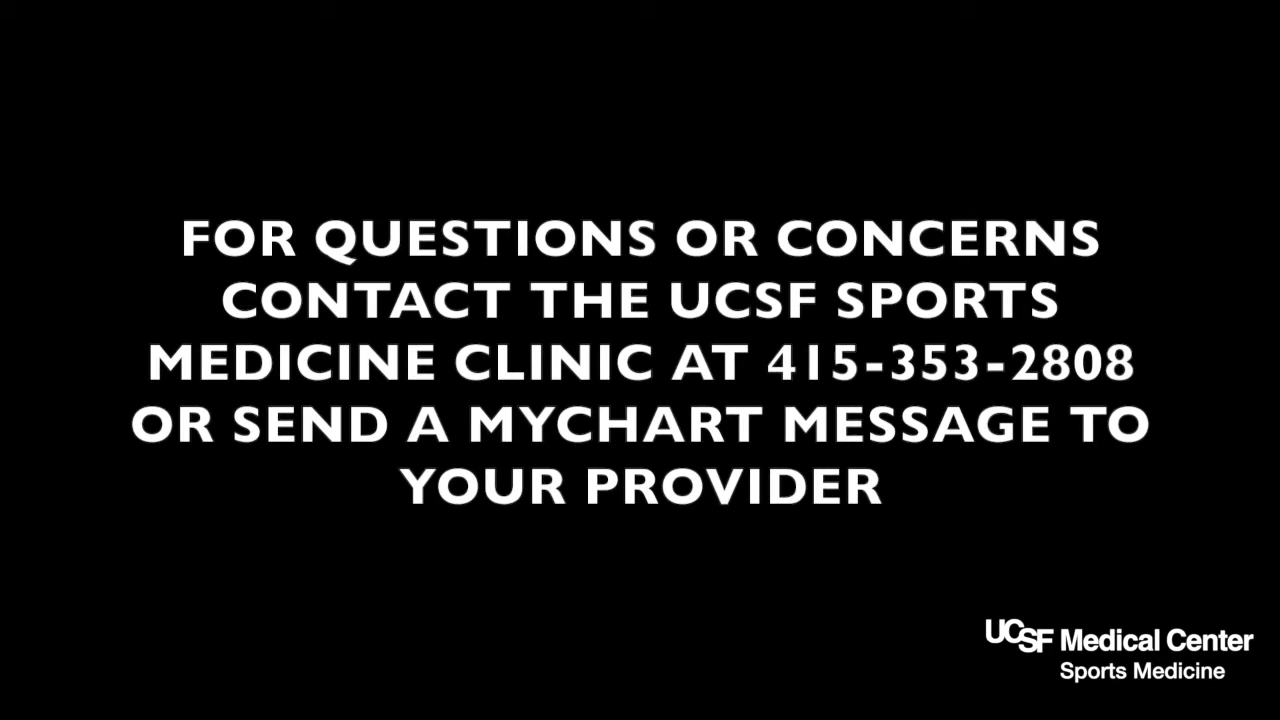 FOR QUESTIONS OR CONCERNS
CONTACT THE UCSF SPORTS
MEDICINE CLINIC AT 415-353-2808
OR SEND A MYCHART MESSAGE TO
YOUR PROVIDER
UCSF Medical Center
Sports Medicine